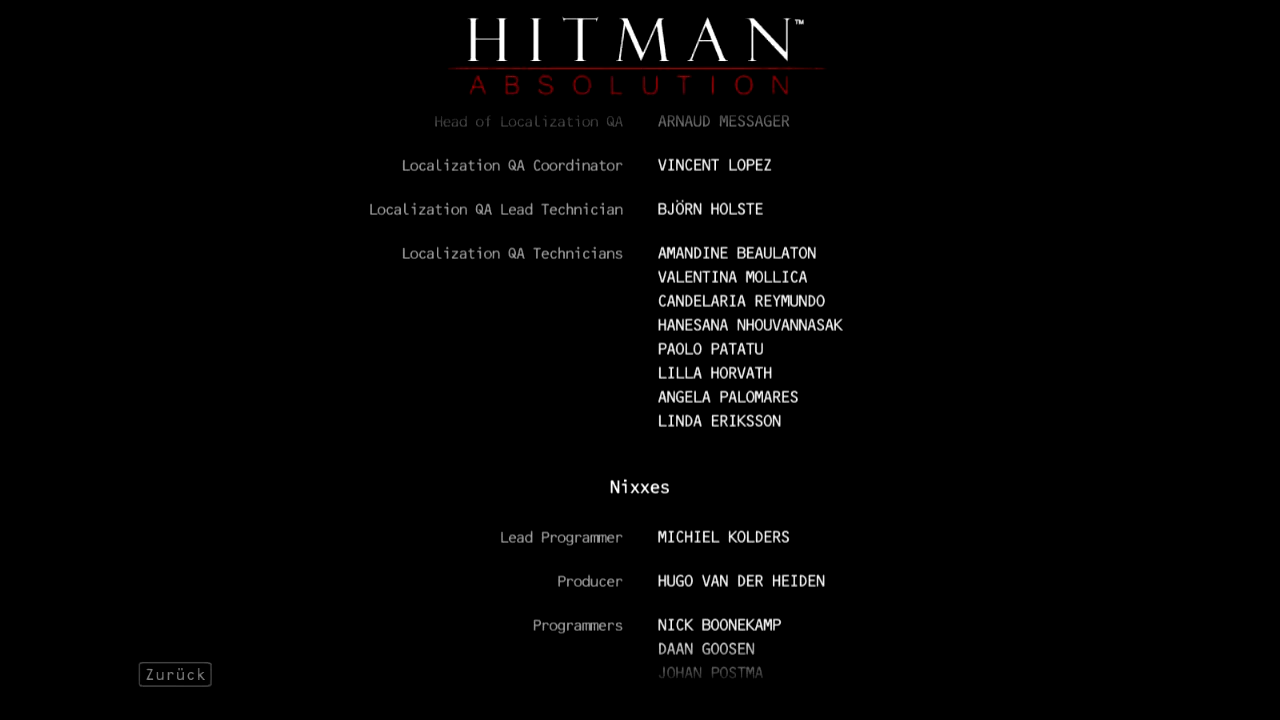 HITMAN™
ABSOLUTION
Head of Localization QA ARNAUD MESSAGER
Localization QA Coordinator VINCENT LOPEZ
Localization QA Lead Technician BJÖRN HOLSTE
Localization QA Technicians AMANDINE BEAULATON
VALENTINA MOLLICA
CANDELARIA REYMUNDO
HANESANA NHOUVANNASAK
PAOLO PATATU
LILLA HORVATH
ANGELA PALOMARES
LINDA ERIKSSON
Nixxes
Lead Programmer MICHIEL KOLDERS
Producer HUGO VAN DER HEIDEN
Programmers NICK BOONEKAMP
DAAN GOOSEN
JOHAN POSTMA
Zurück